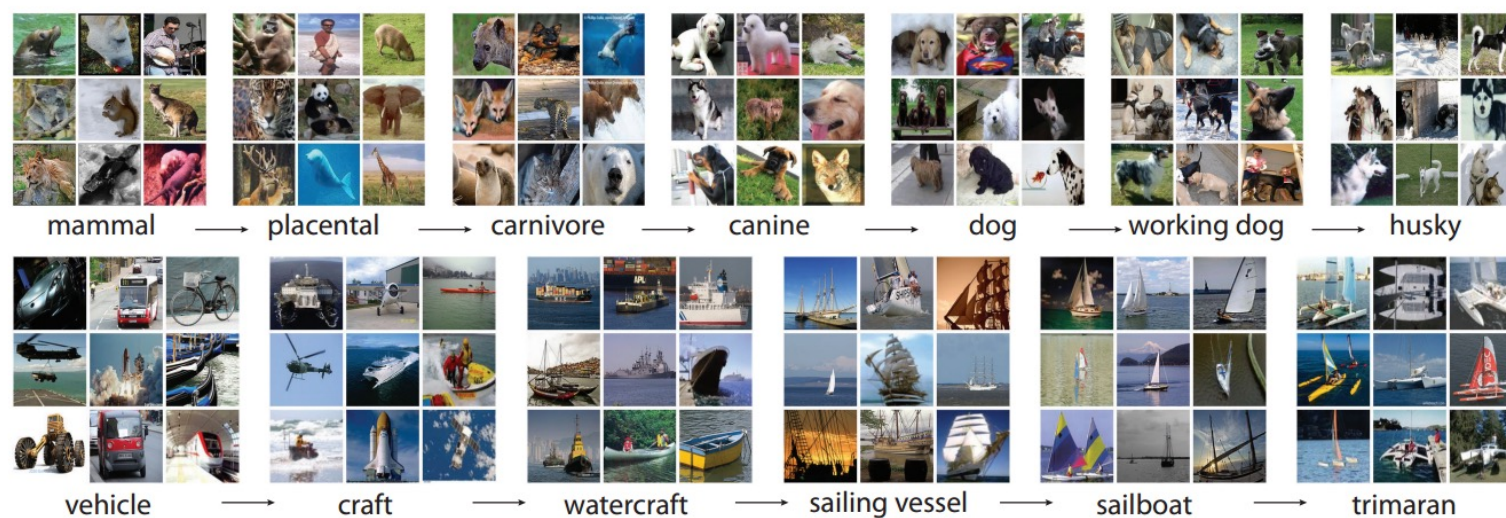 mammal → placental → carnivore → canine → dog → working dog → husky
vehicle → craft → watercraft → sailing vessel → sailboat → trimaran